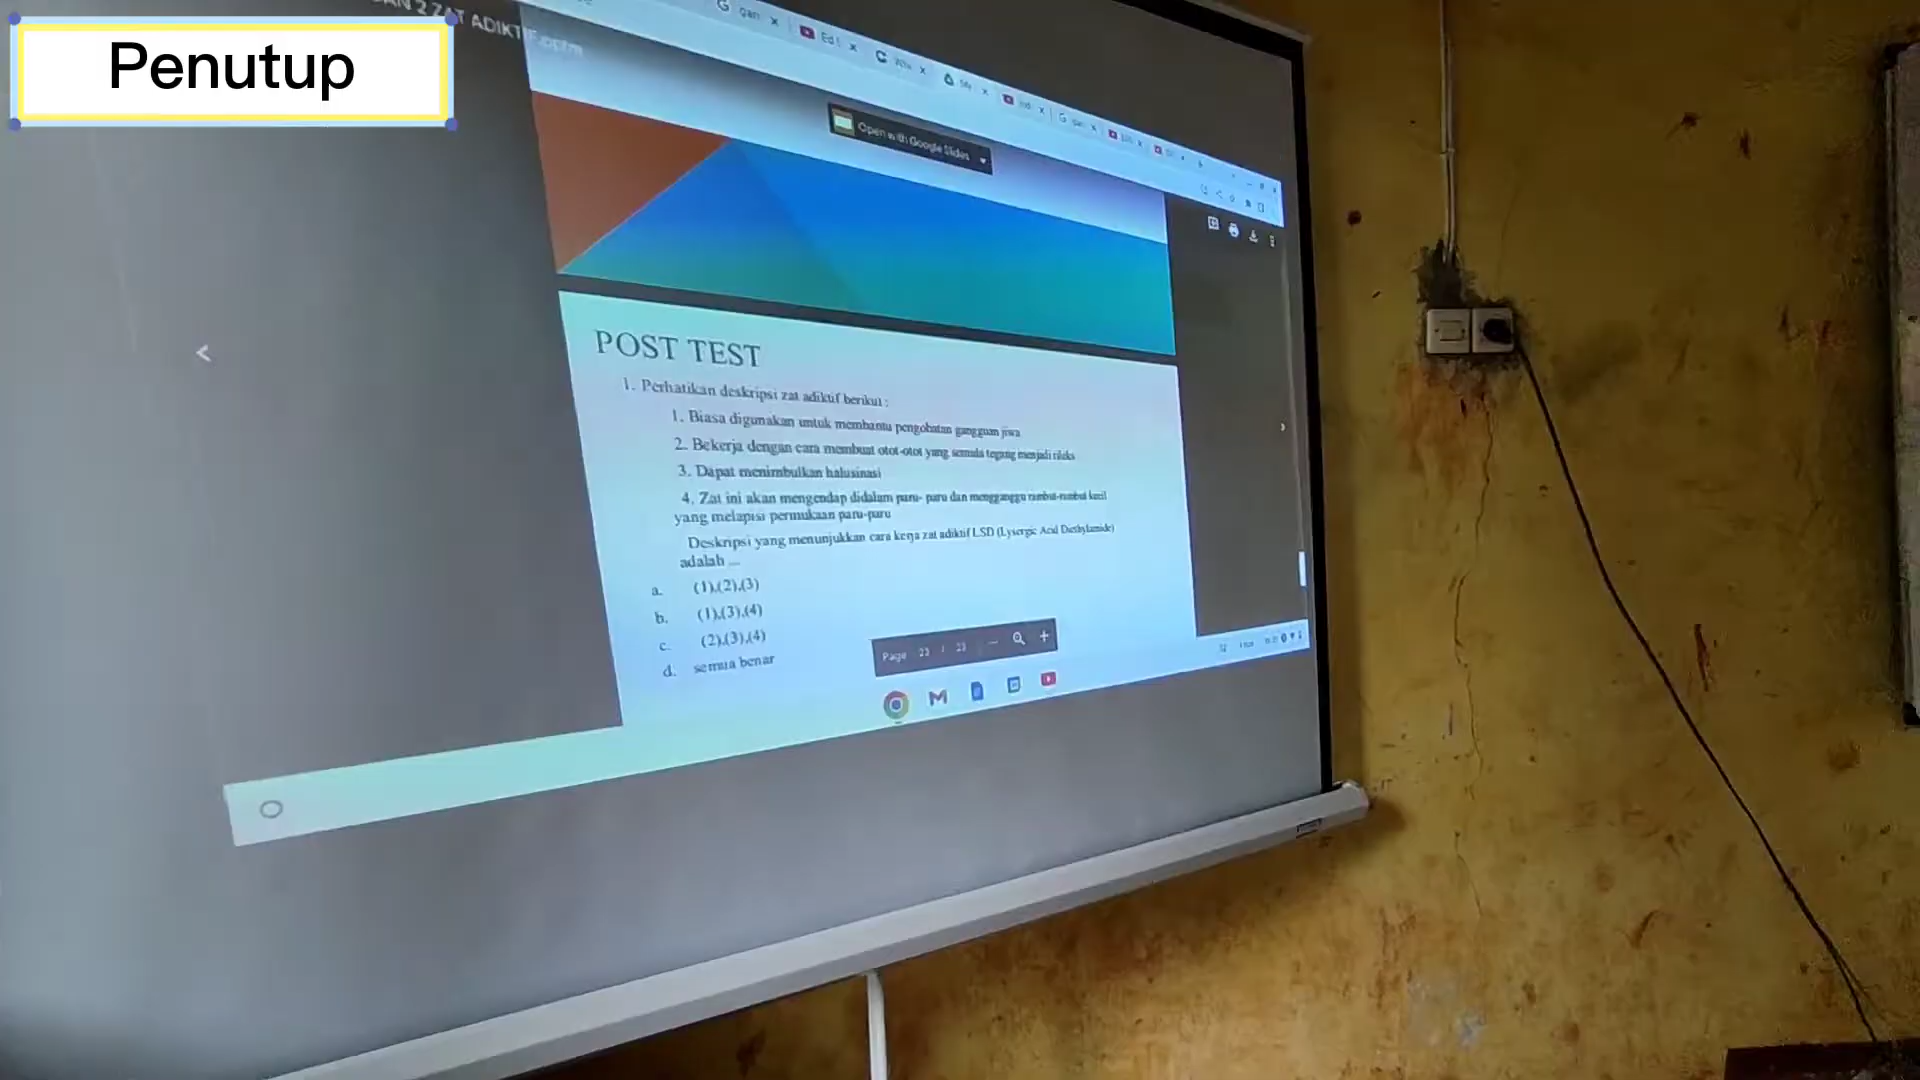 Penutup
2 ZAT ADIKTIF.pptm
Open with Google Slides
POST TEST
1. Perhatikan deskripsi zat adiktif berikut :
1. Biasa digunakan untuk membantu pengobatan gangguan jiwa
2. Bekerja dengan cara membuat otot-otot yang semula tegang menjadi rileks
3. Dapat menimbulkan halusinasi
4. Zat ini akan mengendap didalam paru- paru dan mengganggu rambut-rambut kecil
yang melapisi permukaan paru-paru
Deskripsi yang menunjukkan cara kerja zat adiktif LSD (Lysergic Acid Diethylamide)
adalah ...
a. (1),(2),(3)
b. (1),(3),(4)
c. (2),(3),(4)
d. semua benar
Page 23 / 23